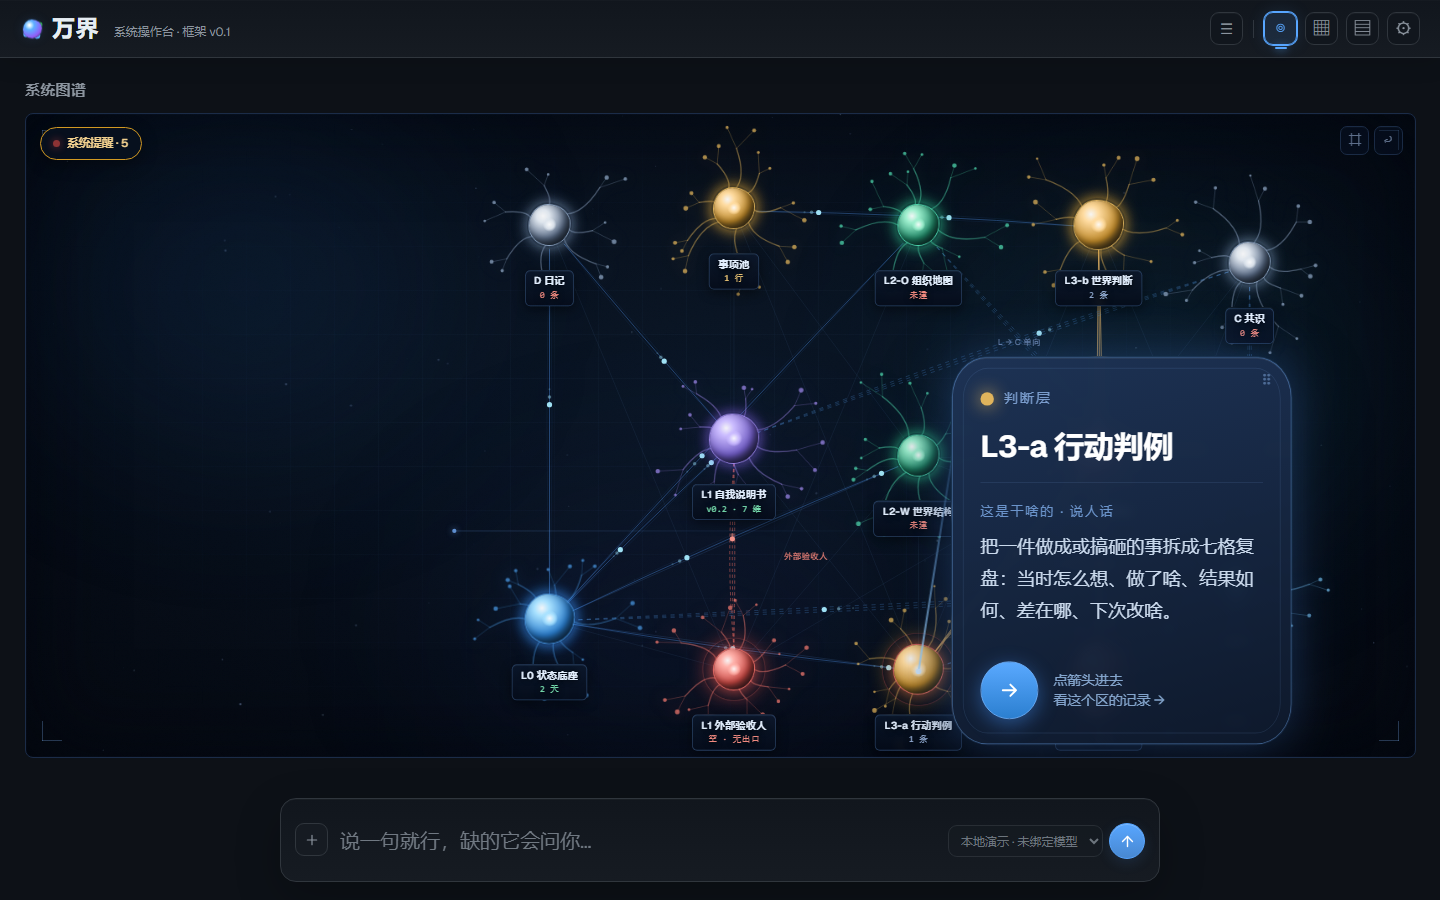 万界
系统操作台 · 框架 v0.1
系统图谱
系统提醒 · 5
D 日记
0 条
事项池
1 行
L2-O 组织地图
未建
L3-b 世界判断
2 条
C 共识
0 条
L → C 单向
L1 自我说明书
v0.2 · 7 维
L2-W 世界结构
未建
外部验收人
L0 状态底座
2 天
L1 外部验收人
空 · 无出口
L3-a 行动判例
1 条
判断层
L3-a 行动判例
这是干啥的 · 说人话
把一件做成或搞砸的事拆成七格复
盘：当时怎么想、做了啥、结果如
何、差在哪、下次改啥。
点箭头进去
看这个区的记录 →
说一句就行，缺的它会问你...
本地演示 · 未绑定模型